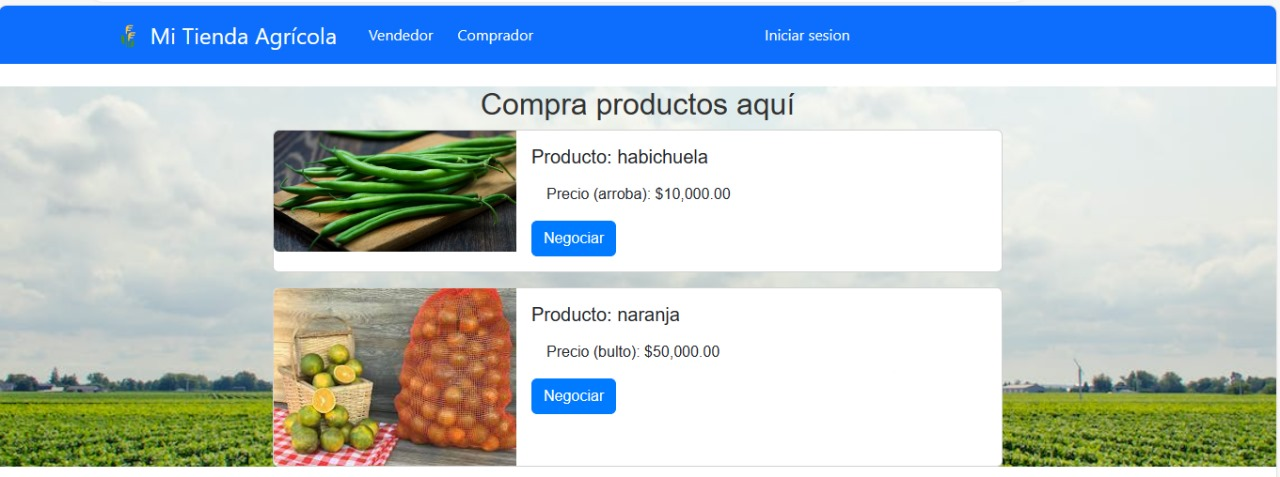 Mi Tienda Agrícola Vendedor Comprador Iniciar sesion
Compra productos aquí
Producto: habichuela
Precio (arroba): $10,000.00
Negociar
Producto: naranja
Precio (bulto): $50,000.00
Negociar